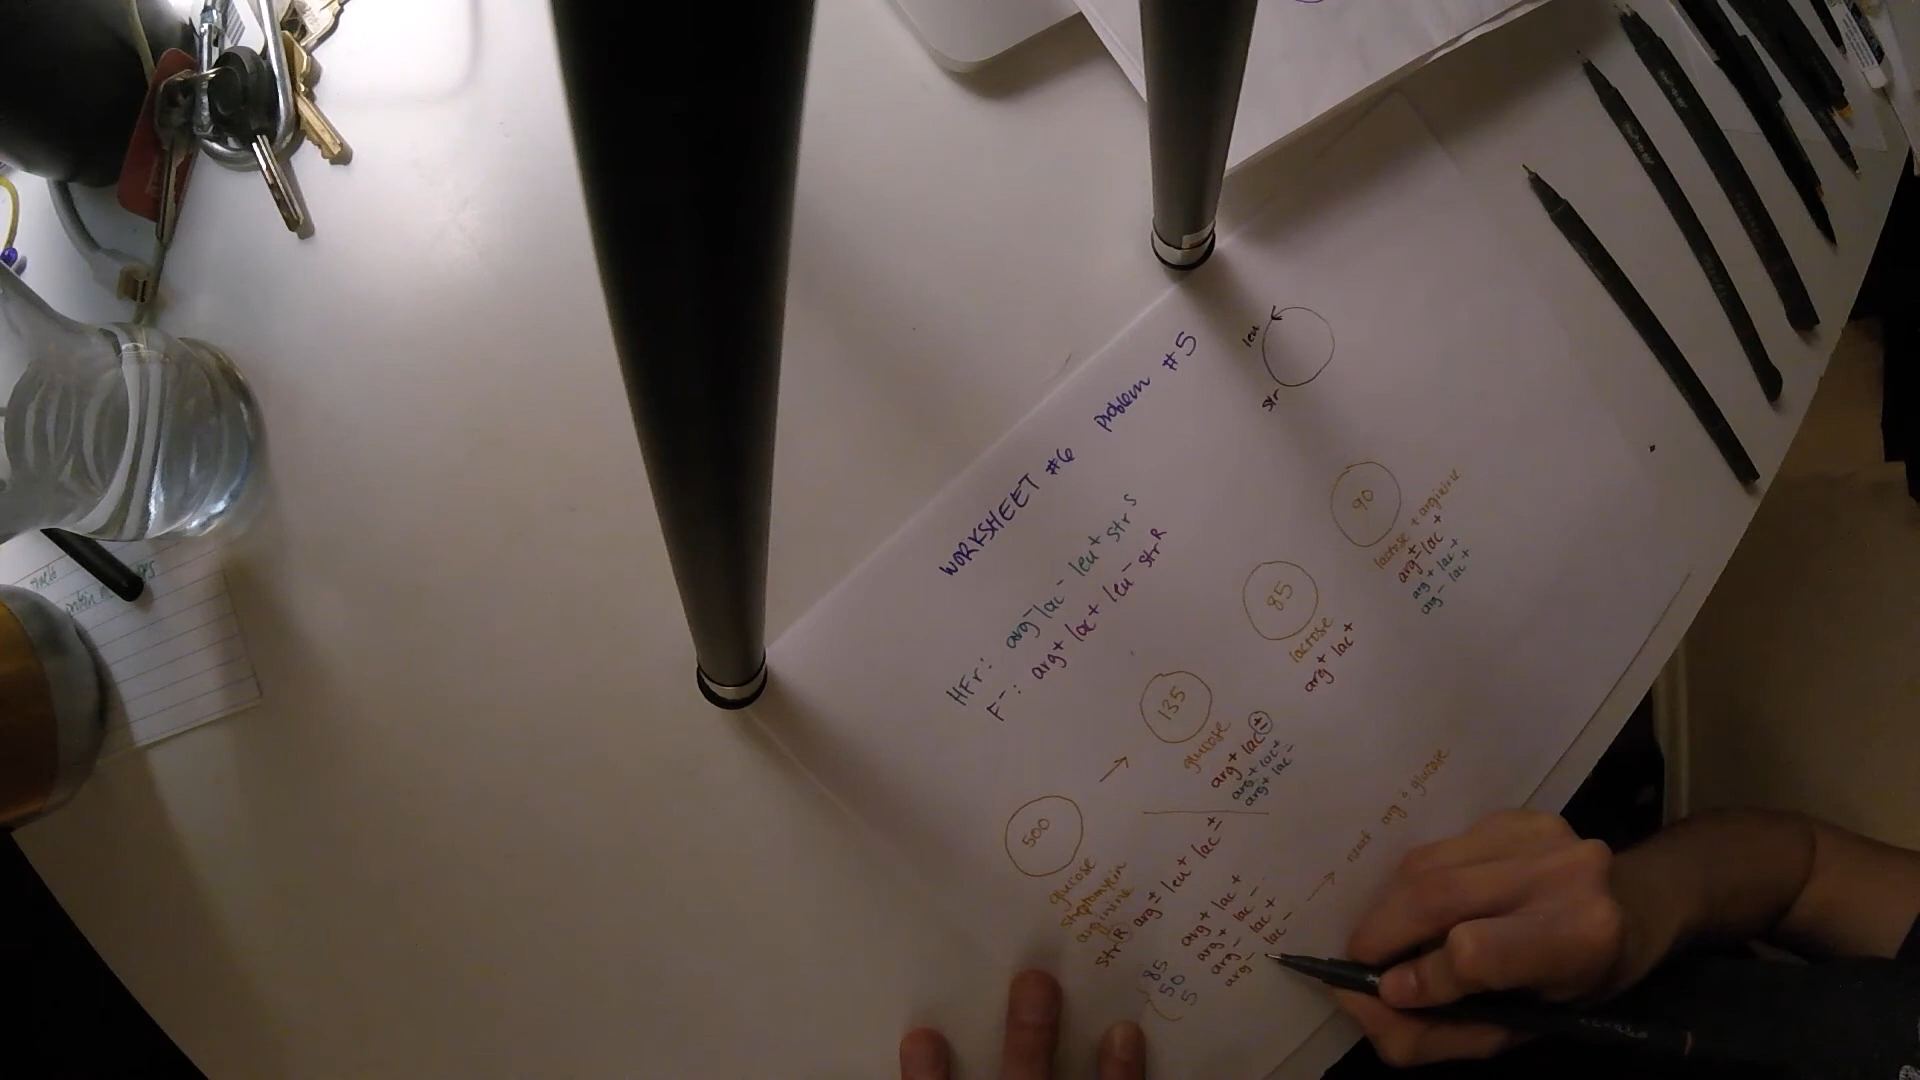 WORKSHEET #6 problem #5
HFr: arg- lac- leu+ str S
F-: arg+ lac+ leu- str R
leu
str
500
glucose
streptomycin
arginine
str R arg± leu+ lac±
85 arg+ lac+
50 arg+ lac-
5 arg- lac+
arg- lac-
→ need arg & glucose
→
135
glucose
arg+ lac±
arg+ lac+
arg+ lac-
85
lactose
arg+ lac+
90
lactose + arginine
arg± lac+
arg+ lac+
arg- lac+